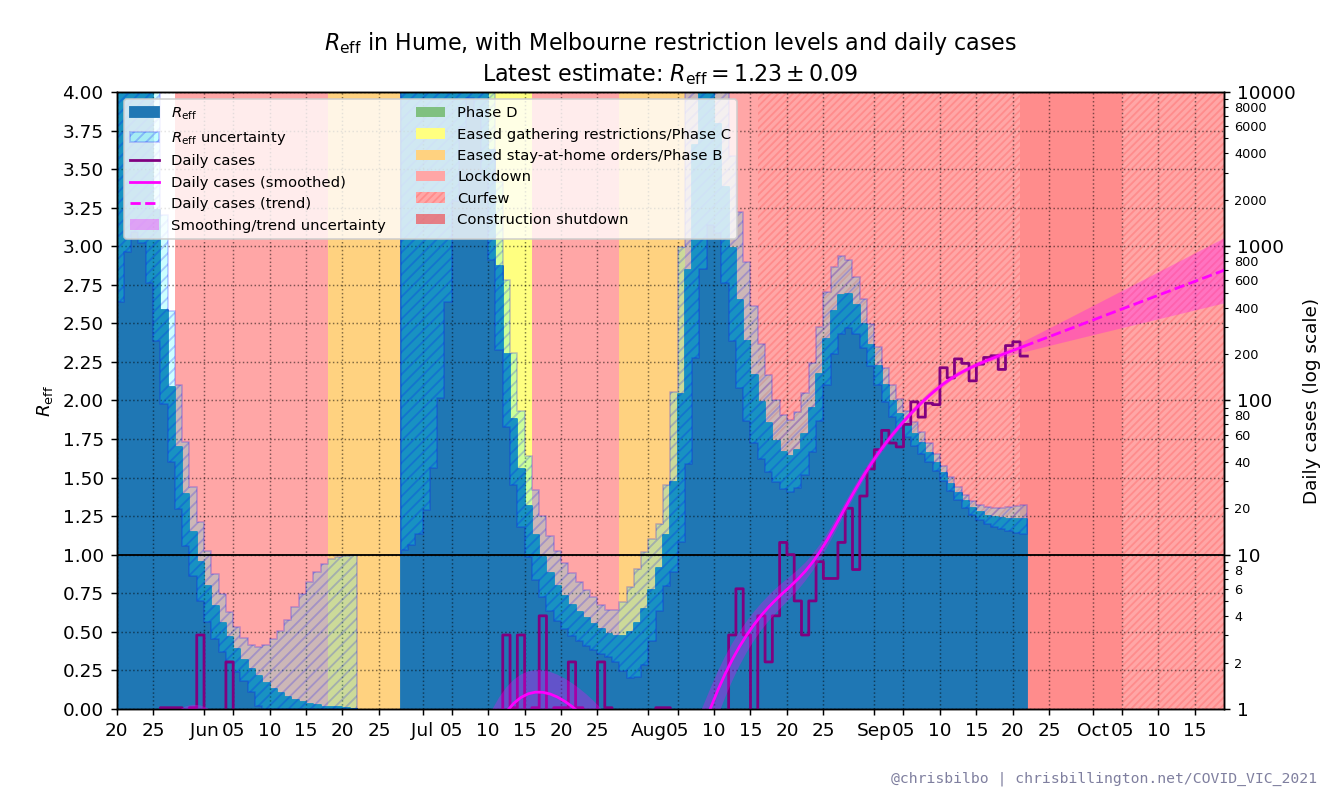 R_eff in Hume, with Melbourne restriction levels and daily cases
Latest estimate: R_eff = 1.23 ± 0.09
R_eff
R_eff uncertainty
Daily cases
Daily cases (smoothed)
Daily cases (trend)
Smoothing/trend uncertainty
Phase D
Eased gathering restrictions/Phase C
Eased stay-at-home orders/Phase B
Lockdown
Curfew
Construction shutdown
R_eff
4.00
3.75
3.50
3.25
3.00
2.75
2.50
2.25
2.00
1.75
1.50
1.25
1.00
0.75
0.50
0.25
0.00
10000
8000
6000
4000
2000
1000
800
600
400
200
100
80
60
40
20
10
8
6
4
2
1
Daily cases (log scale)
20 25 Jun 05 10 15 20 25 Jul 05 10 15 20 25 Aug 05 10 15 20 25 Sep 05 10 15 20 25 Oct 05 10 15
@chrisbilbo | chrisbillington.net/COVID_VIC_2021